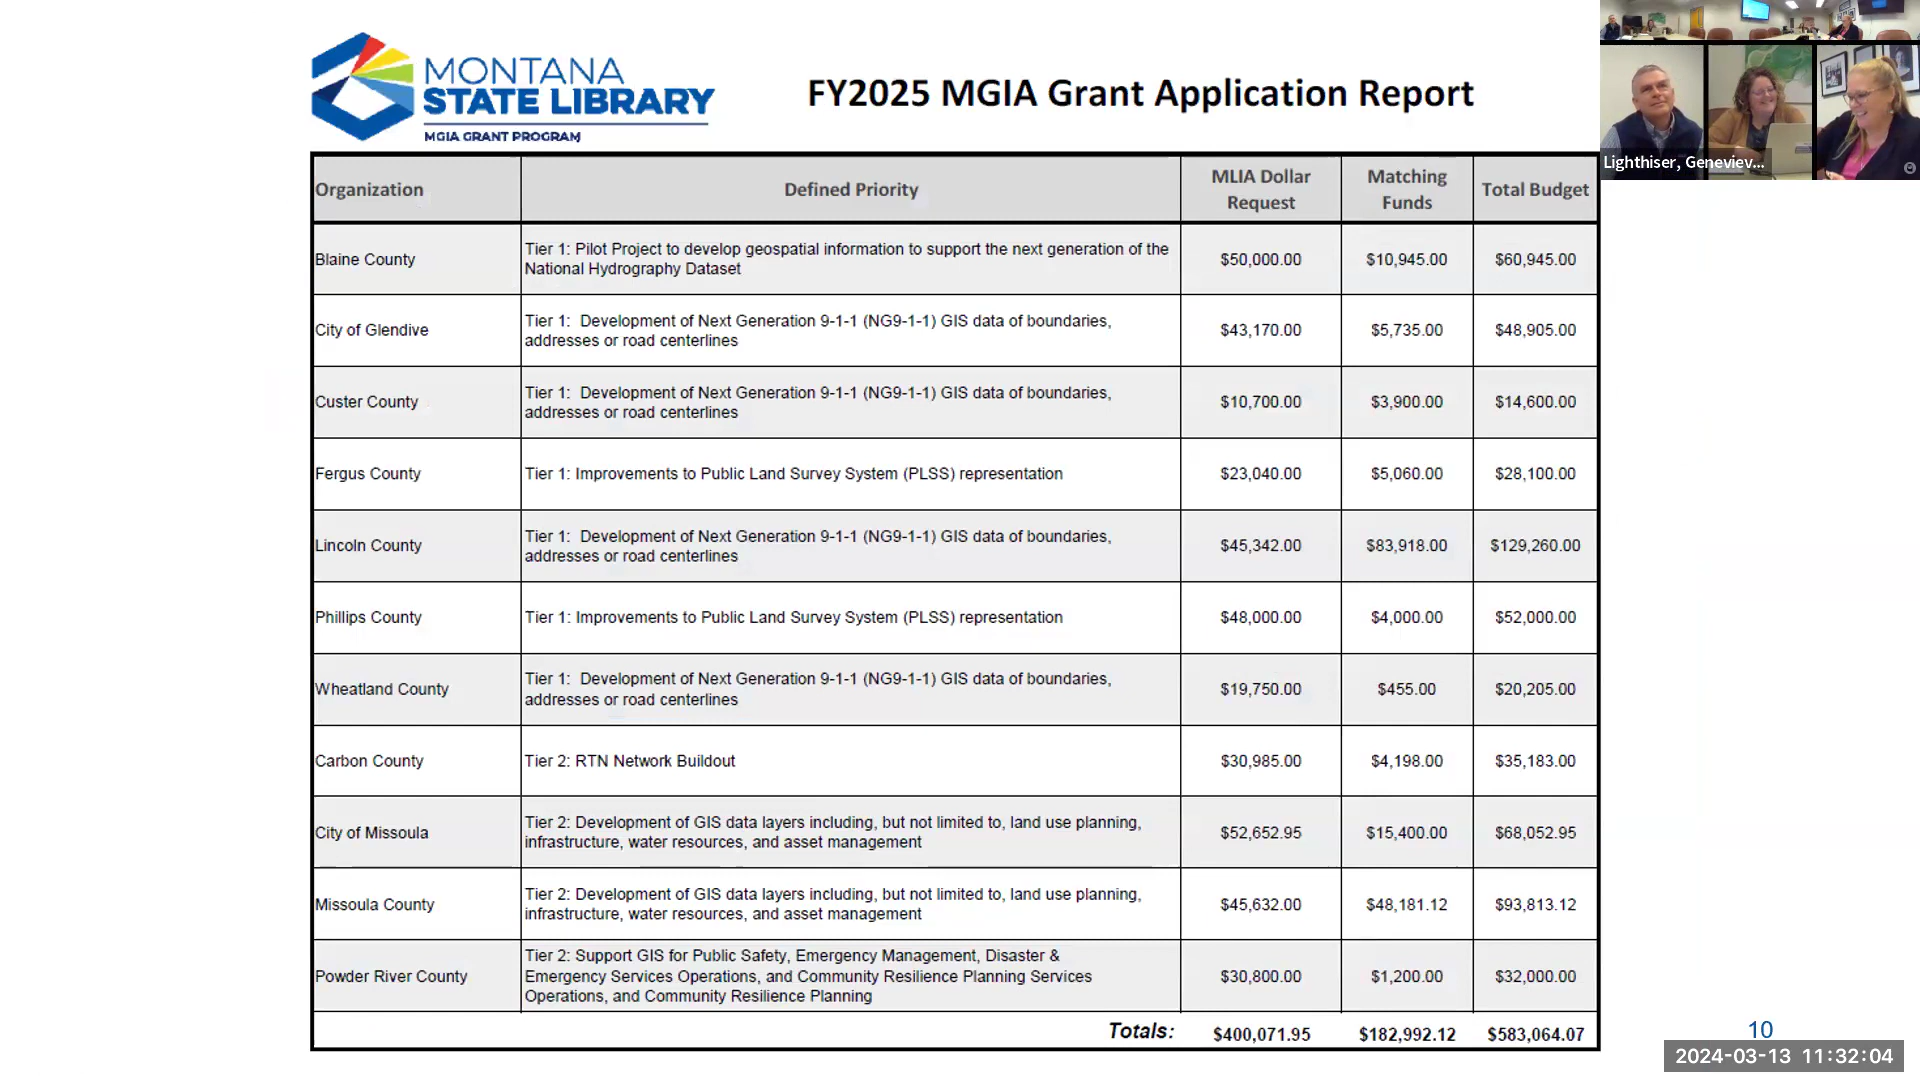 MONTANA
STATE LIBRARY
MGIA GRANT PROGRAM
FY2025 MGIA Grant Application Report
Lighthiser, Geneviev...
Organization
Defined Priority
MLIA Dollar
Request
Matching
Funds
Total Budget
Blaine County
Tier 1: Pilot Project to develop geospatial information to support the next generation of the
National Hydrography Dataset
$50,000.00
$10,945.00
$60,945.00
City of Glendive
Tier 1:  Development of Next Generation 9-1-1 (NG9-1-1) GIS data of boundaries,
addresses or road centerlines
$43,170.00
$5,735.00
$48,905.00
Custer County
Tier 1:  Development of Next Generation 9-1-1 (NG9-1-1) GIS data of boundaries,
addresses or road centerlines
$10,700.00
$3,900.00
$14,600.00
Fergus County
Tier 1: Improvements to Public Land Survey System (PLSS) representation
$23,040.00
$5,060.00
$28,100.00
Lincoln County
Tier 1:  Development of Next Generation 9-1-1 (NG9-1-1) GIS data of boundaries,
addresses or road centerlines
$45,342.00
$83,918.00
$129,260.00
Phillips County
Tier 1: Improvements to Public Land Survey System (PLSS) representation
$48,000.00
$4,000.00
$52,000.00
Wheatland County
Tier 1:  Development of Next Generation 9-1-1 (NG9-1-1) GIS data of boundaries,
addresses or road centerlines
$19,750.00
$455.00
$20,205.00
Carbon County
Tier 2: RTN Network Buildout
$30,985.00
$4,198.00
$35,183.00
City of Missoula
Tier 2: Development of GIS data layers including, but not limited to, land use planning,
infrastructure, water resources, and asset management
$52,652.95
$15,400.00
$68,052.95
Missoula County
Tier 2: Development of GIS data layers including, but not limited to, land use planning,
infrastructure, water resources, and asset management
$45,632.00
$48,181.12
$93,813.12
Powder River County
Tier 2: Support GIS for Public Safety, Emergency Management, Disaster &
Emergency Services Operations, and Community Resilience Planning Services
Operations, and Community Resilience Planning
$30,800.00
$1,200.00
$32,000.00
Totals:
$400,071.95
$182,992.12
$583,064.07
10
2024-03-13 11:32:04